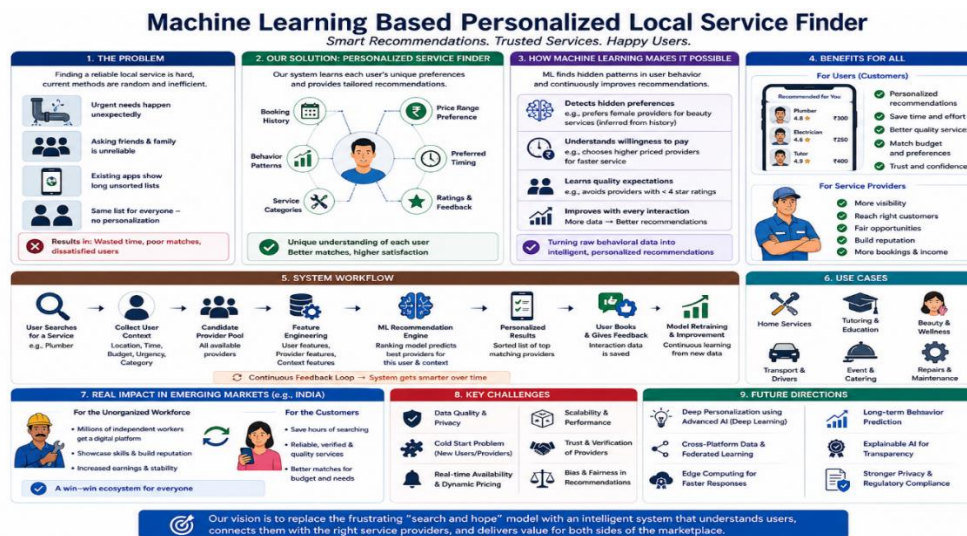 Machine Learning Based Personalized Local Service Finder
Smart Recommendations. Trusted Services. Happy Users.
1. THE PROBLEM
Finding a reliable local service is hard,
current methods are random and inefficient.
Urgent needs happen
unexpectedly
Asking friends & family
is unreliable
Existing apps show
long unsorted lists
Same list for everyone –
no personalization
Results in: Wasted time, poor matches,
dissatisfied users
2. OUR SOLUTION: PERSONALIZED SERVICE FINDER
Our system learns each user's unique preferences
and provides tailored recommendations.
Booking
History
Price Range
Preference
Behavior
Patterns
Preferred
Timing
Service
Categories
Ratings &
Feedback
Unique understanding of each user
Better matches, higher satisfaction
3. HOW MACHINE LEARNING MAKES IT POSSIBLE
ML finds hidden patterns in user behavior
and continuously improves recommendations.
Detects hidden preferences
e.g., prefers female providers for beauty
services (inferred from history)
Understands willingness to pay
e.g., chooses higher priced providers
for faster service
Learns quality expectations
e.g., avoids providers with < 4 star ratings
Improves with every interaction
More data → Better recommendations
Turning raw behavioral data into
intelligent, personalized recommendations
4. BENEFITS FOR ALL
For Users (Customers)
Recommended for You
Plumber
4.8 ₹300
Electrician
4.6 ₹250
Tutor
4.9 ₹400
Personalized
recommendations
Save time and effort
Better quality service
Match budget
and preferences
Trust and confidence
For Service Providers
More visibility
Reach right customers
Fair opportunities
Build reputation
More bookings & income
5. SYSTEM WORKFLOW
User Searches
for a Service
e.g., Plumber
Collect User
Context
Location, Time,
Budget, Urgency,
Category
Candidate
Provider Pool
All available
providers
Feature
Engineering
User features,
Provider features,
Context features
ML Recommendation
Engine
Ranking model predicts
best providers for
this user & context
Personalized
Results
Sorted list of top
matching providers
User Books
& Gives Feedback
Interaction data
is saved
Model Retraining
& Improvement
Continuous learning
from new data
Continuous Feedback Loop → System gets smarter over time
6. USE CASES
Home Services
Tutoring &
Education
Beauty &
Wellness
Transport &
Drivers
Event &
Catering
Repairs &
Maintenance
7. REAL IMPACT IN EMERGING MARKETS (e.g., INDIA)
For the Unorganized Workforce
• Millions of independent workers
get a digital platform
• Showcase skills & build reputation
• Increased earnings & stability
For the Customers
• Save hours of searching
• Reliable, verified &
quality services
• Better matches for
budget and needs
A win–win ecosystem for everyone
8. KEY CHALLENGES
Data Quality &
Privacy
Scalability &
Performance
Cold Start Problem
(New Users/Providers)
Trust & Verification
of Providers
Real-time Availability
& Dynamic Pricing
Bias & Fairness in
Recommendations
9. FUTURE DIRECTIONS
Deep Personalization using
Advanced AI (Deep Learning)
Long-term Behavior
Prediction
Cross-Platform Data &
Federated Learning
Explainable AI for
Transparency
Edge Computing for
Faster Responses
Stronger Privacy &
Regulatory Compliance
Our vision is to replace the frustrating "search and hope" model with an intelligent system that understands users,
connects them with the right service providers, and delivers value for both sides of the marketplace.